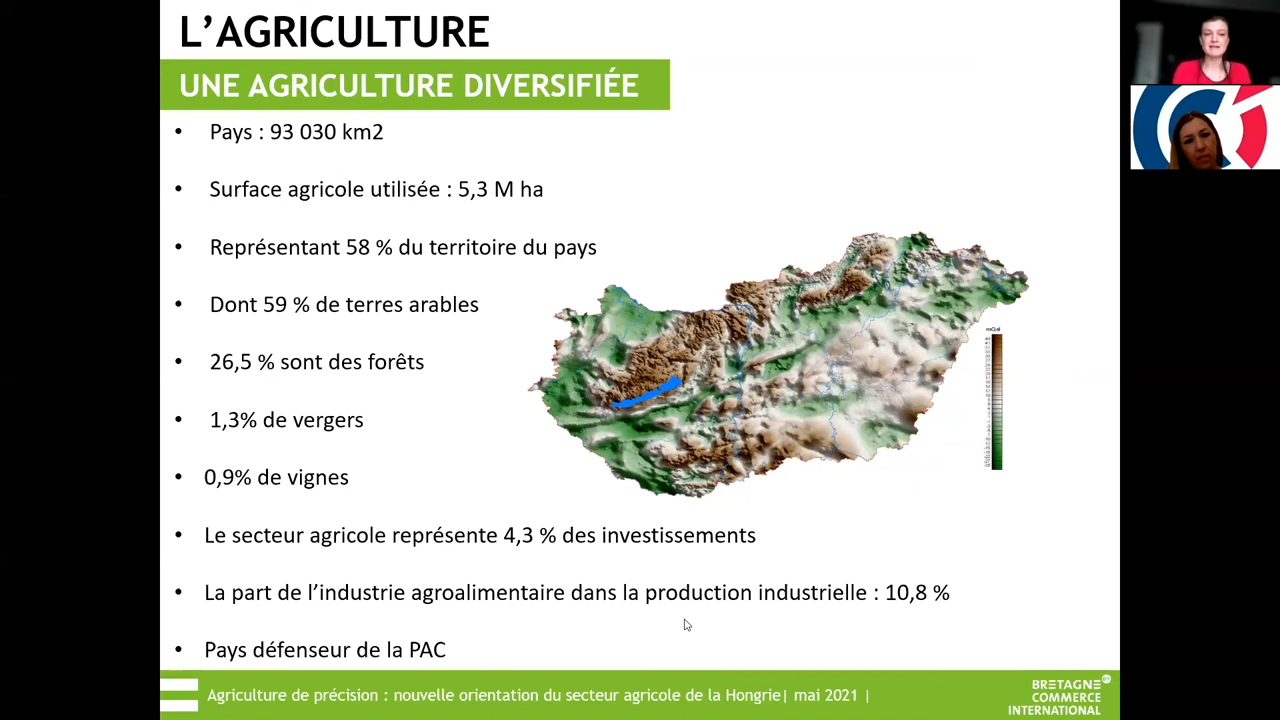 L’AGRICULTURE
UNE AGRICULTURE DIVERSIFIÉE
• Pays : 93 030 km2
• Surface agricole utilisée : 5,3 M ha
• Représentant 58 % du territoire du pays
• Dont 59 % de terres arables
• 26,5 % sont des forêts
• 1,3% de vergers
• 0,9% de vignes
• Le secteur agricole représente 4,3 % des investissements
• La part de l’industrie agroalimentaire dans la production industrielle : 10,8 %
• Pays défenseur de la PAC
mGal
Agriculture de précision : nouvelle orientation du secteur agricole de la Hongrie| mai 2021 |
BRETAGNE
COMMERCE
INTERNATIONAL